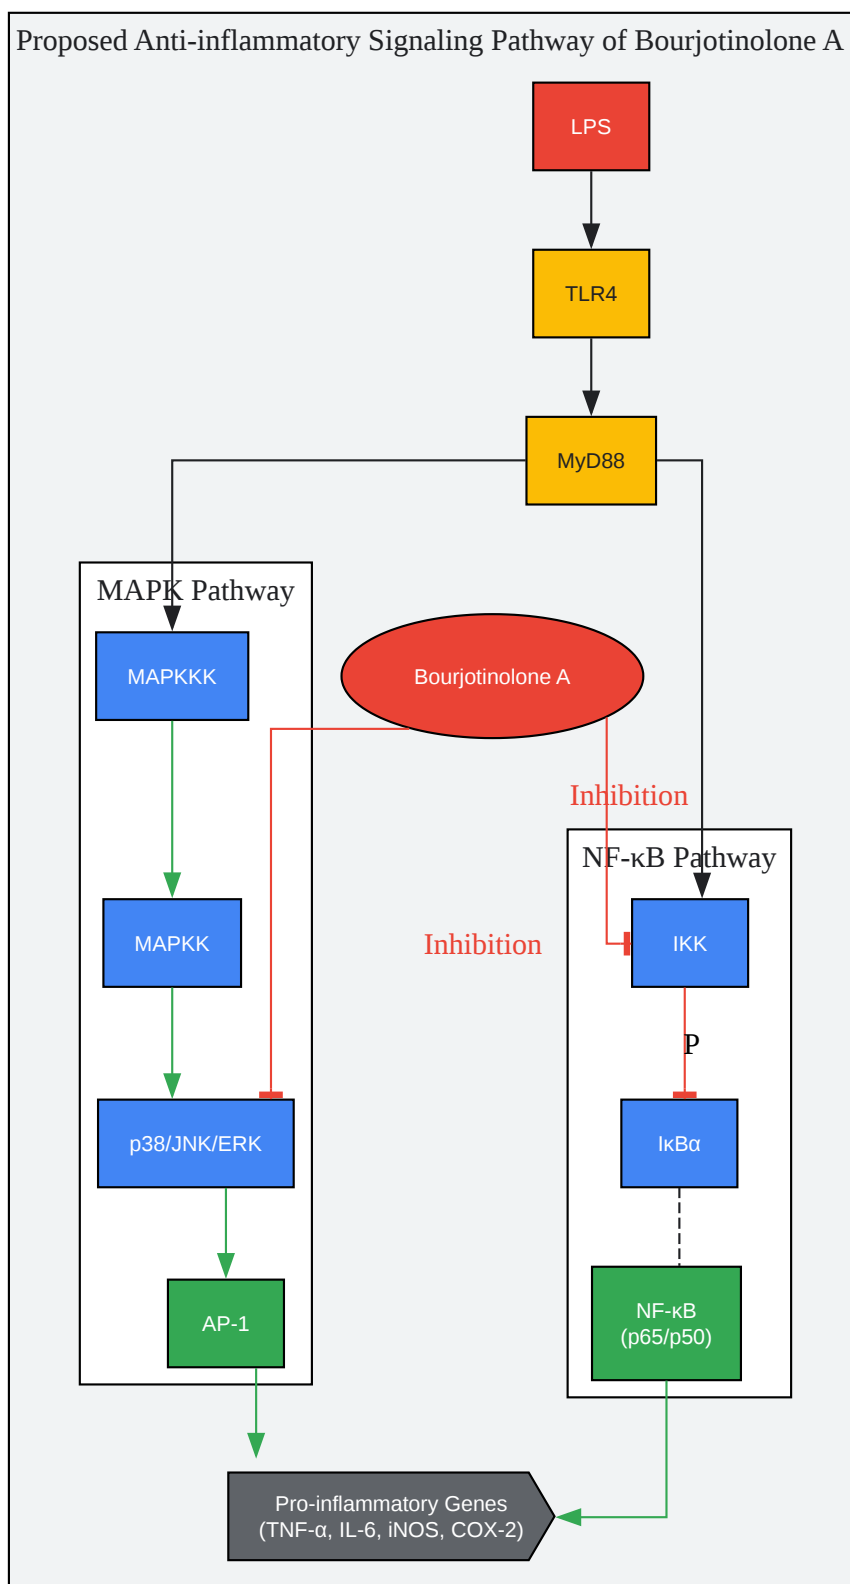 Proposed Anti-inflammatory Signaling Pathway of Bourjotinolone A
LPS
TLR4
MyD88
MAPK Pathway
MAPKKK
Bourjotinolone A
Inhibition
NF-κB Pathway
MAPKK
Inhibition
IKK
P
p38/JNK/ERK
IκBα
AP-1
NF-κB
(p65/p50)
Pro-inflammatory Genes
(TNF-α, IL-6, iNOS, COX-2)